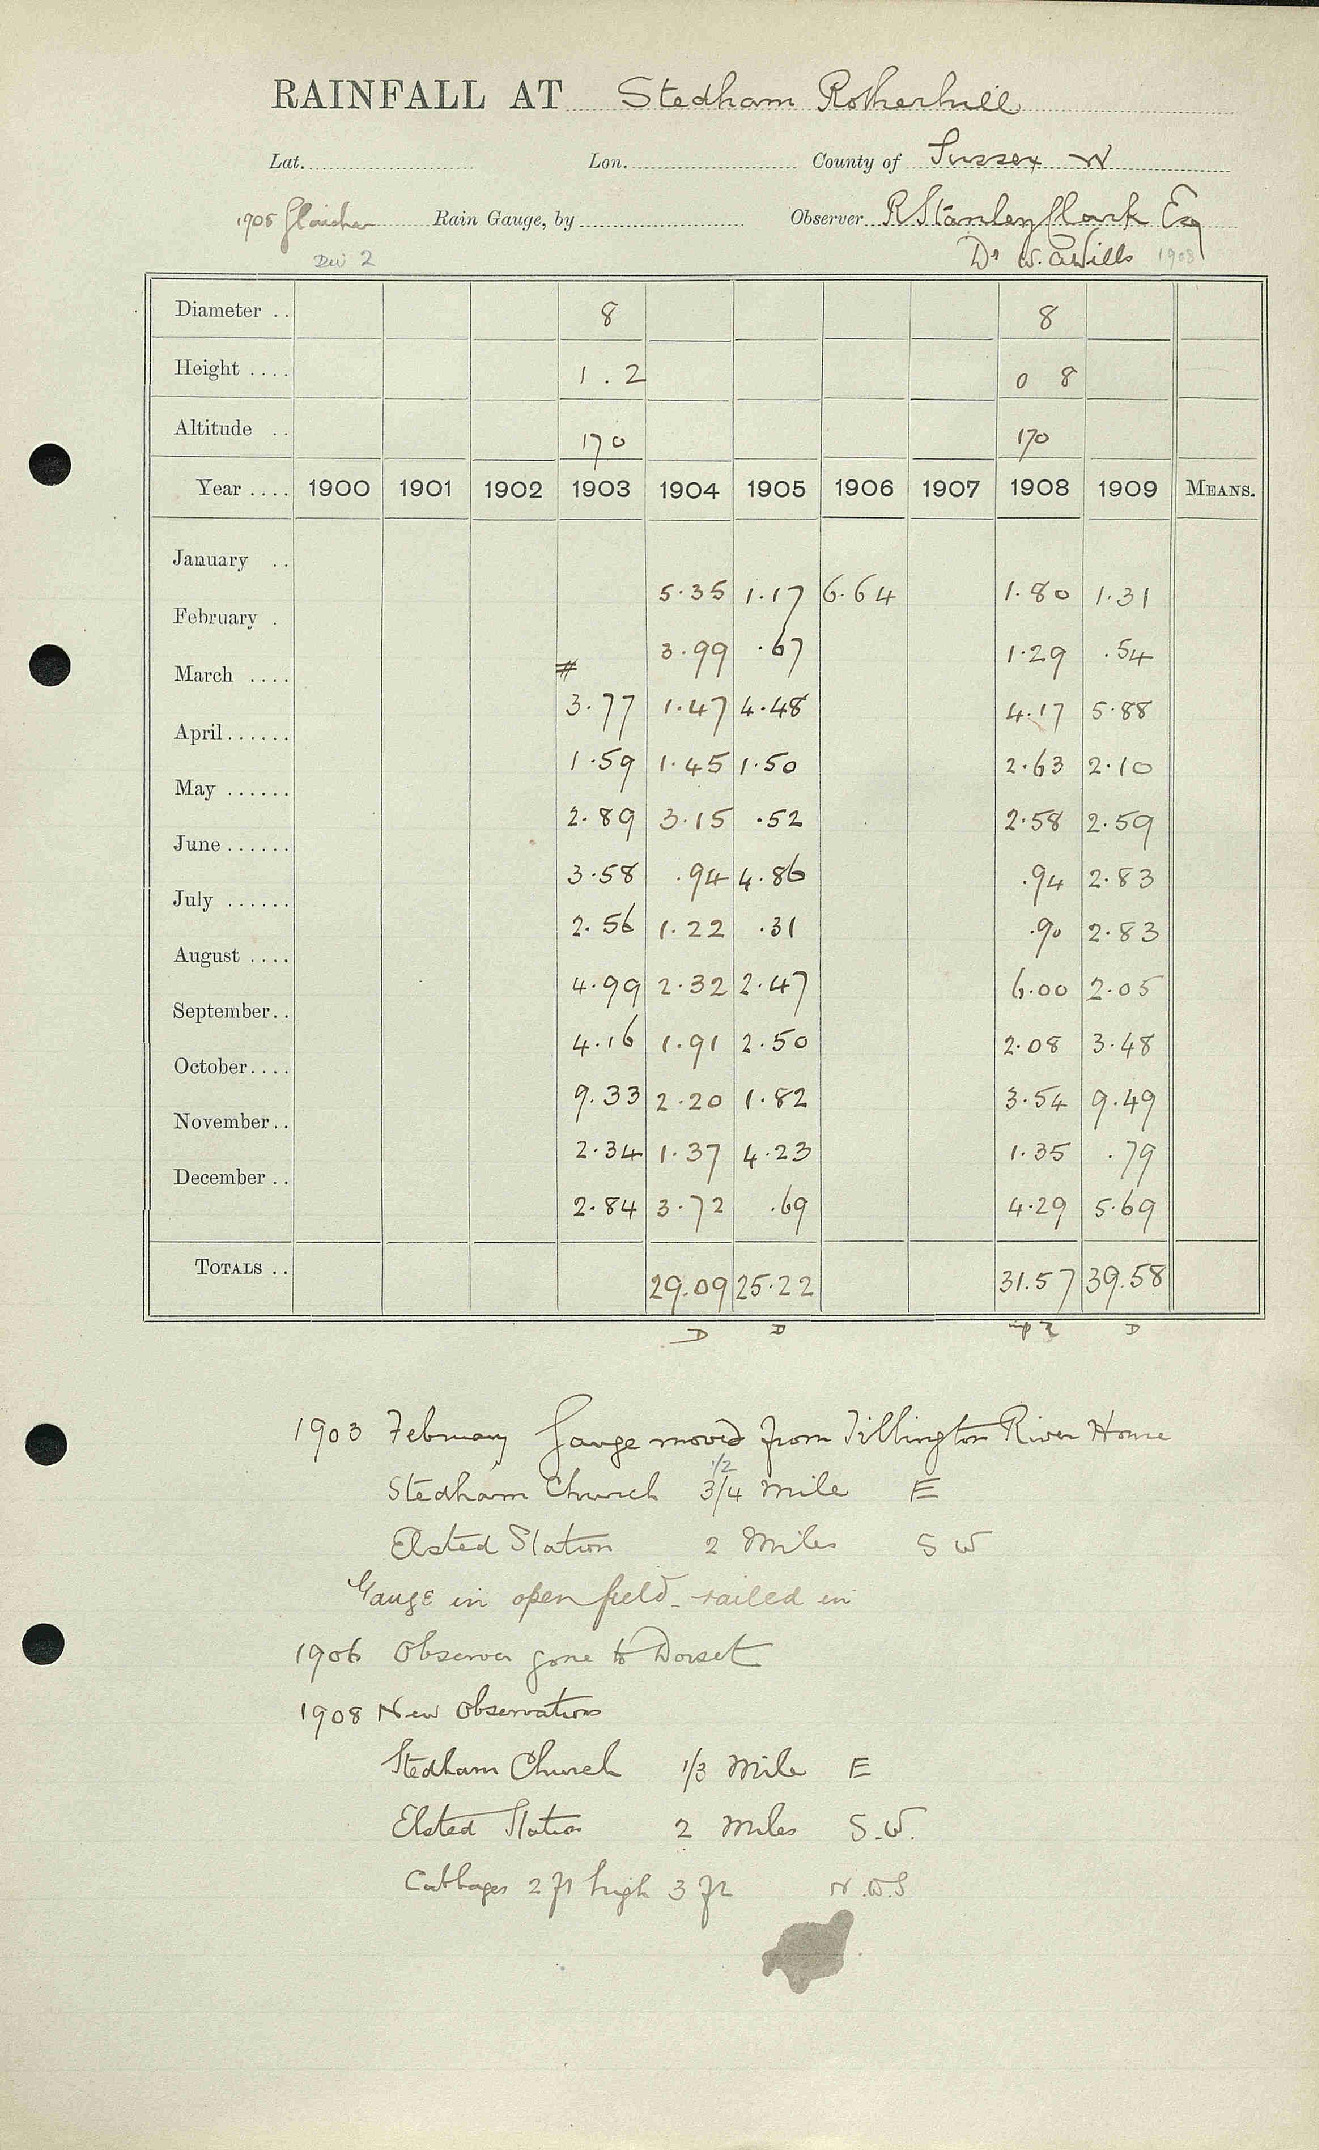 RAINFALL AT Stedham Rotherhill
Lat. Lon. County of Sussex W
1908 Glaisher Rain Gauge, by Observer R Stanley Clark Esq
Dev 2 Dr W. A Wills 1908
Diameter .. 8 8
Height .... 1.2 0 8
Altitude .. 170 170
Year .... 1900 1901 1902 1903 1904 1905 1906 1907 1908 1909 MEANS.
January .. 5.35 1.17 6.64 1.80 1.31
February . 3.99 .67 1.29 .54
March .... # 3.77 1.47 4.48 4.17 5.88
April...... 1.59 1.45 1.50 2.63 2.10
May ...... 2.89 3.15 .52 2.58 2.59
June...... 3.58 .94 4.86 .94 2.83
July ...... 2.56 1.22 .31 .90 2.83
August .... 4.99 2.32 2.47 6.00 2.05
September.. 4.16 1.91 2.50 2.08 3.48
October.... 9.33 2.20 1.82 3.54 9.49
November.. 2.34 1.37 4.23 1.35 .79
December .. 2.84 3.72 .69 4.29 5.69
TOTALS .. 29.09 25.22 31.57 39.58
D D D
1903 February Gauge moved from Tillington River House
1/2
Stedham Church 3/4 Mile E
Elsted Station 2 Miles S W
Gauge in open field - railed in
1906 Observer gone to Dorset
1908 New Observations
Stedham Church 1/3 Mile E
Elsted Station 2 Miles S.W.
Cabbages 2 ft high 3 ft N.W.S